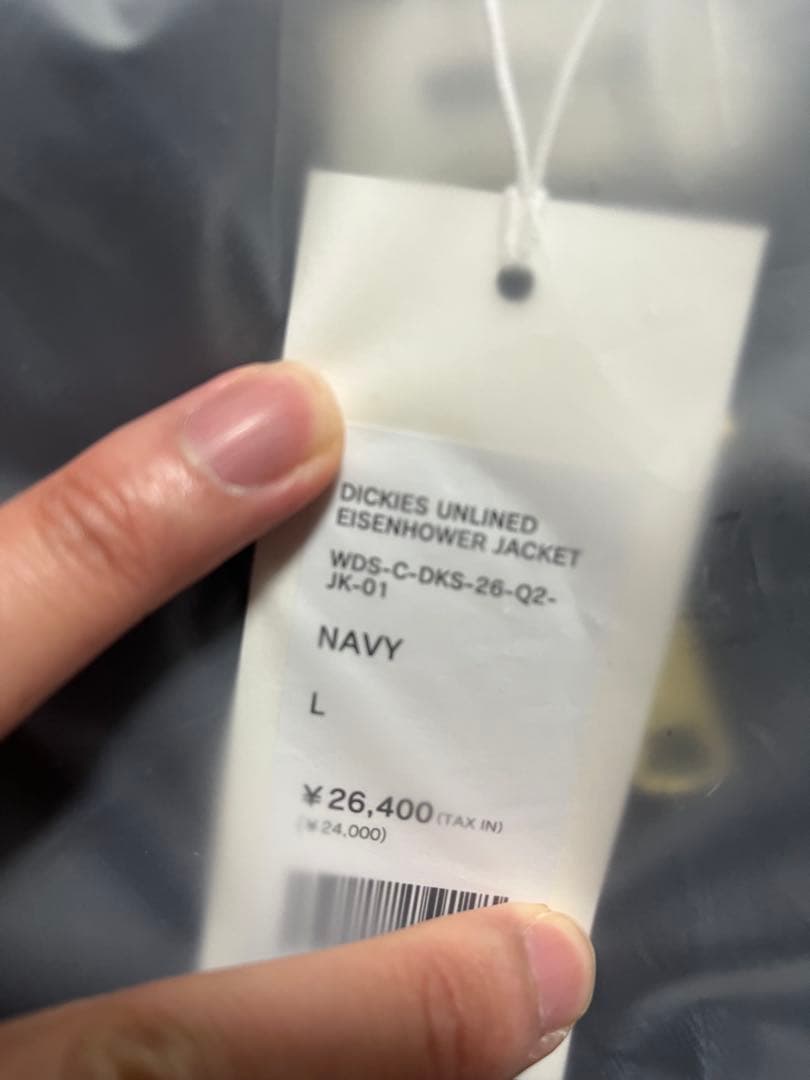 DICKIES UNLINED
EISENHOWER JACKET
WDS-C-DKS-26-Q2-
JK-01
NAVY
L
¥26,400 (TAX IN)
(¥24,000)